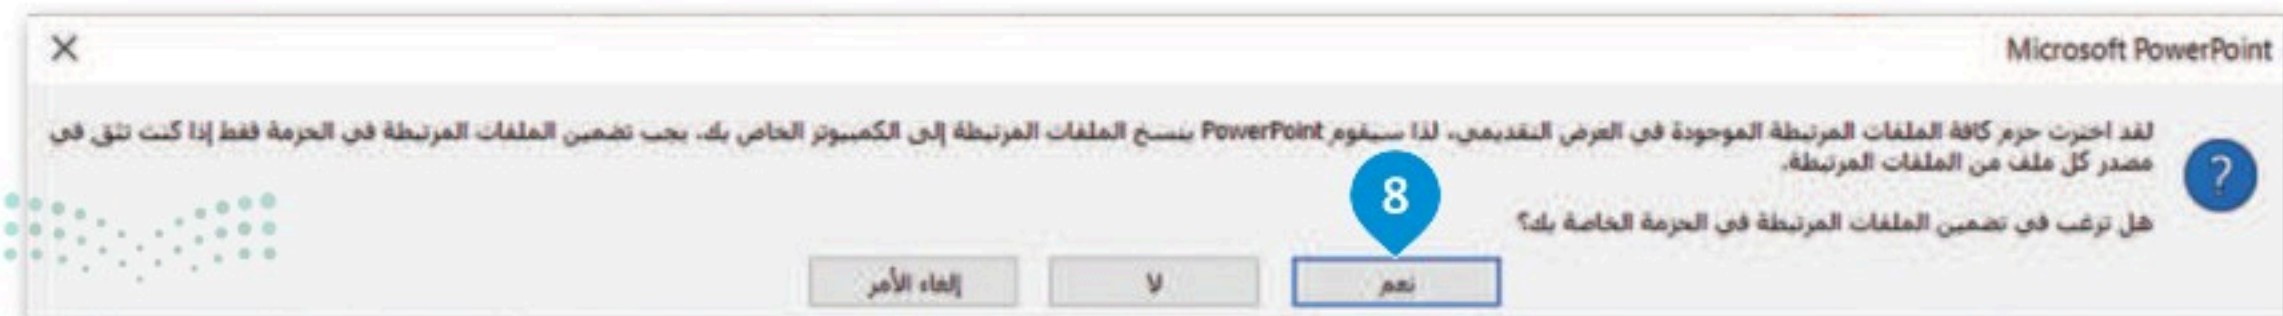 Microsoft PowerPoint
لقد اخترت حزم كافة الملفات المرتبطة الموجودة في العرض التقديمي، لذا سيقوم PowerPoint بنسخ الملفات المرتبطة إلى الكمبيوتر الخاص بك. يجب تضمين الملفات المرتبطة في الحزمة فقط إذا كنت تثق في
مصدر كل ملف من الملفات المرتبطة.
هل ترغب في تضمين الملفات المرتبطة في الحزمة الخاصة بك؟
8
نعم لا إلغاء الأمر